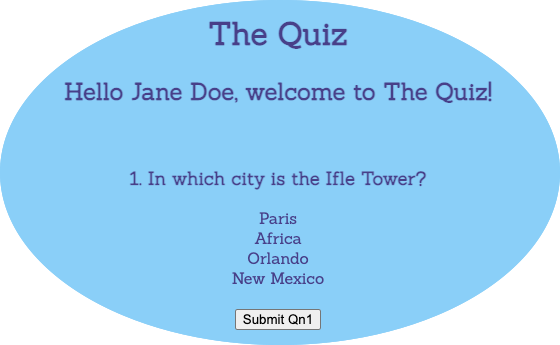 The Quiz
Hello Jane Doe, welcome to The Quiz!
1. In which city is the Ifle Tower?
Paris
Africa
Orlando
New Mexico
Submit Qn1